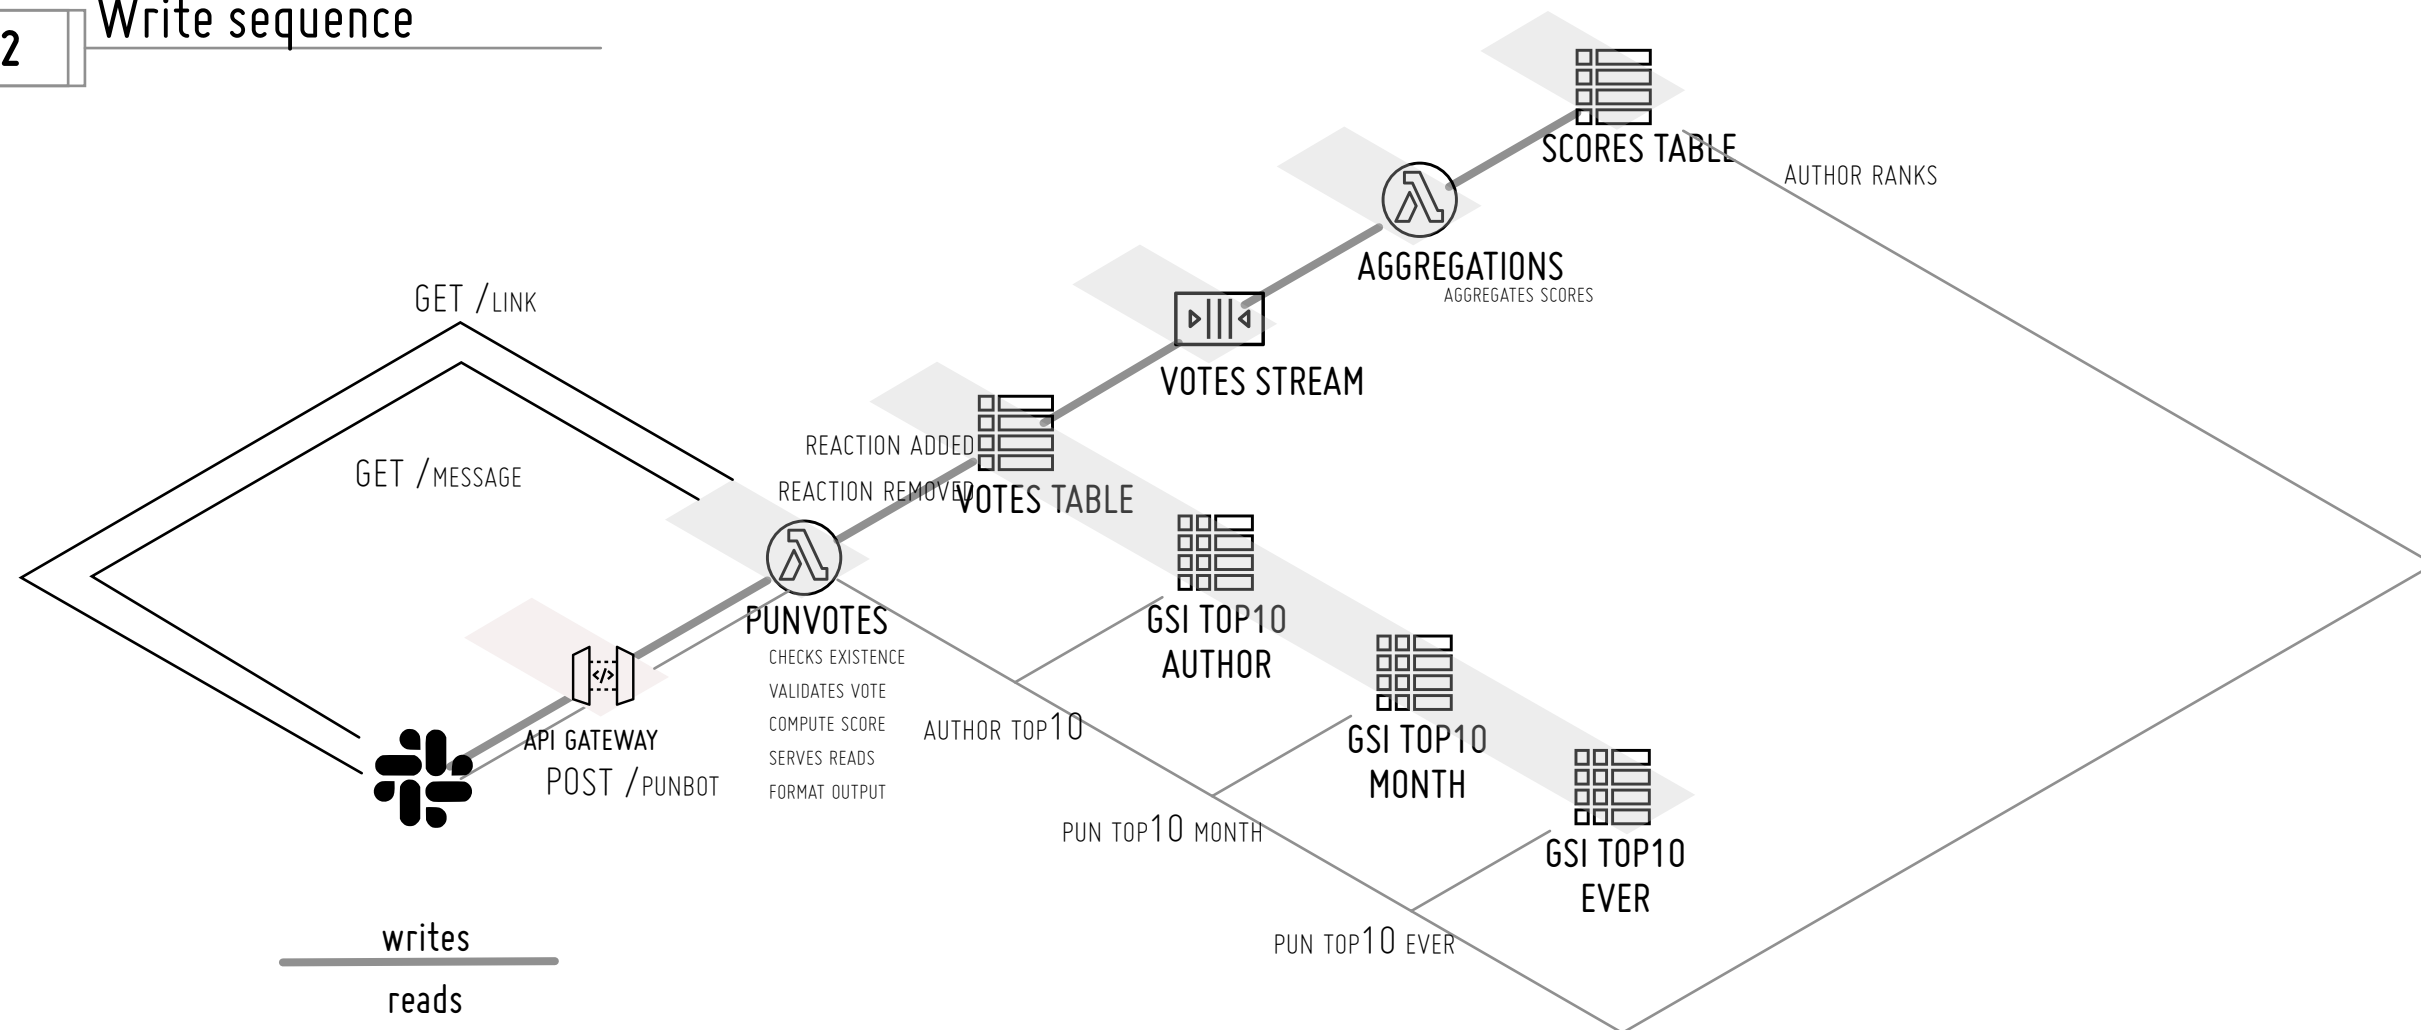 2
Write sequence
SCORES TABLE
AUTHOR RANKS
AGGREGATIONS
AGGREGATES SCORES
GET /LINK
VOTES STREAM
REACTION ADDED
GET /MESSAGE
REACTION REMOVED
VOTES TABLE
PUNVOTES
CHECKS EXISTENCE
VALIDATES VOTE
COMPUTE SCORE
SERVES READS
FORMAT OUTPUT
GSI TOP10
AUTHOR
API GATEWAY
POST /PUNBOT
AUTHOR TOP10
GSI TOP10
MONTH
PUN TOP10 MONTH
GSI TOP10
EVER
PUN TOP10 EVER
writes
reads